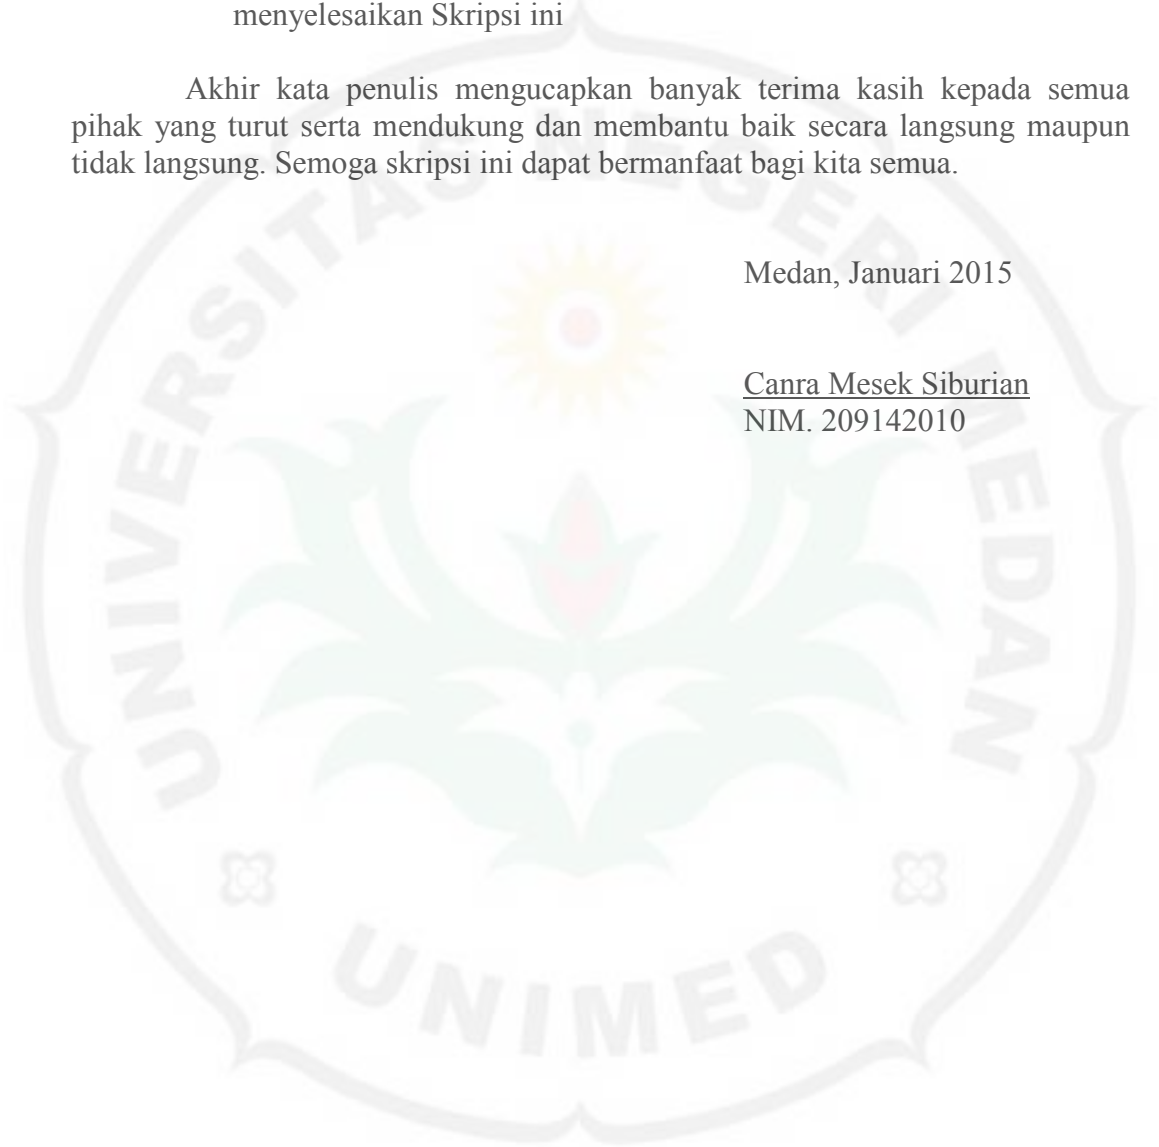 menyelesaikan Skripsi ini
Akhir kata penulis mengucapkan banyak terima kasih kepada semua
pihak yang turut serta mendukung dan membantu baik secara langsung maupun
tidak langsung. Semoga skripsi ini dapat bermanfaat bagi kita semua.
Medan, Januari 2015
Canra Mesek Siburian
NIM. 209142010
UNIVERSITAS NEGERI MEDAN
UNIMED